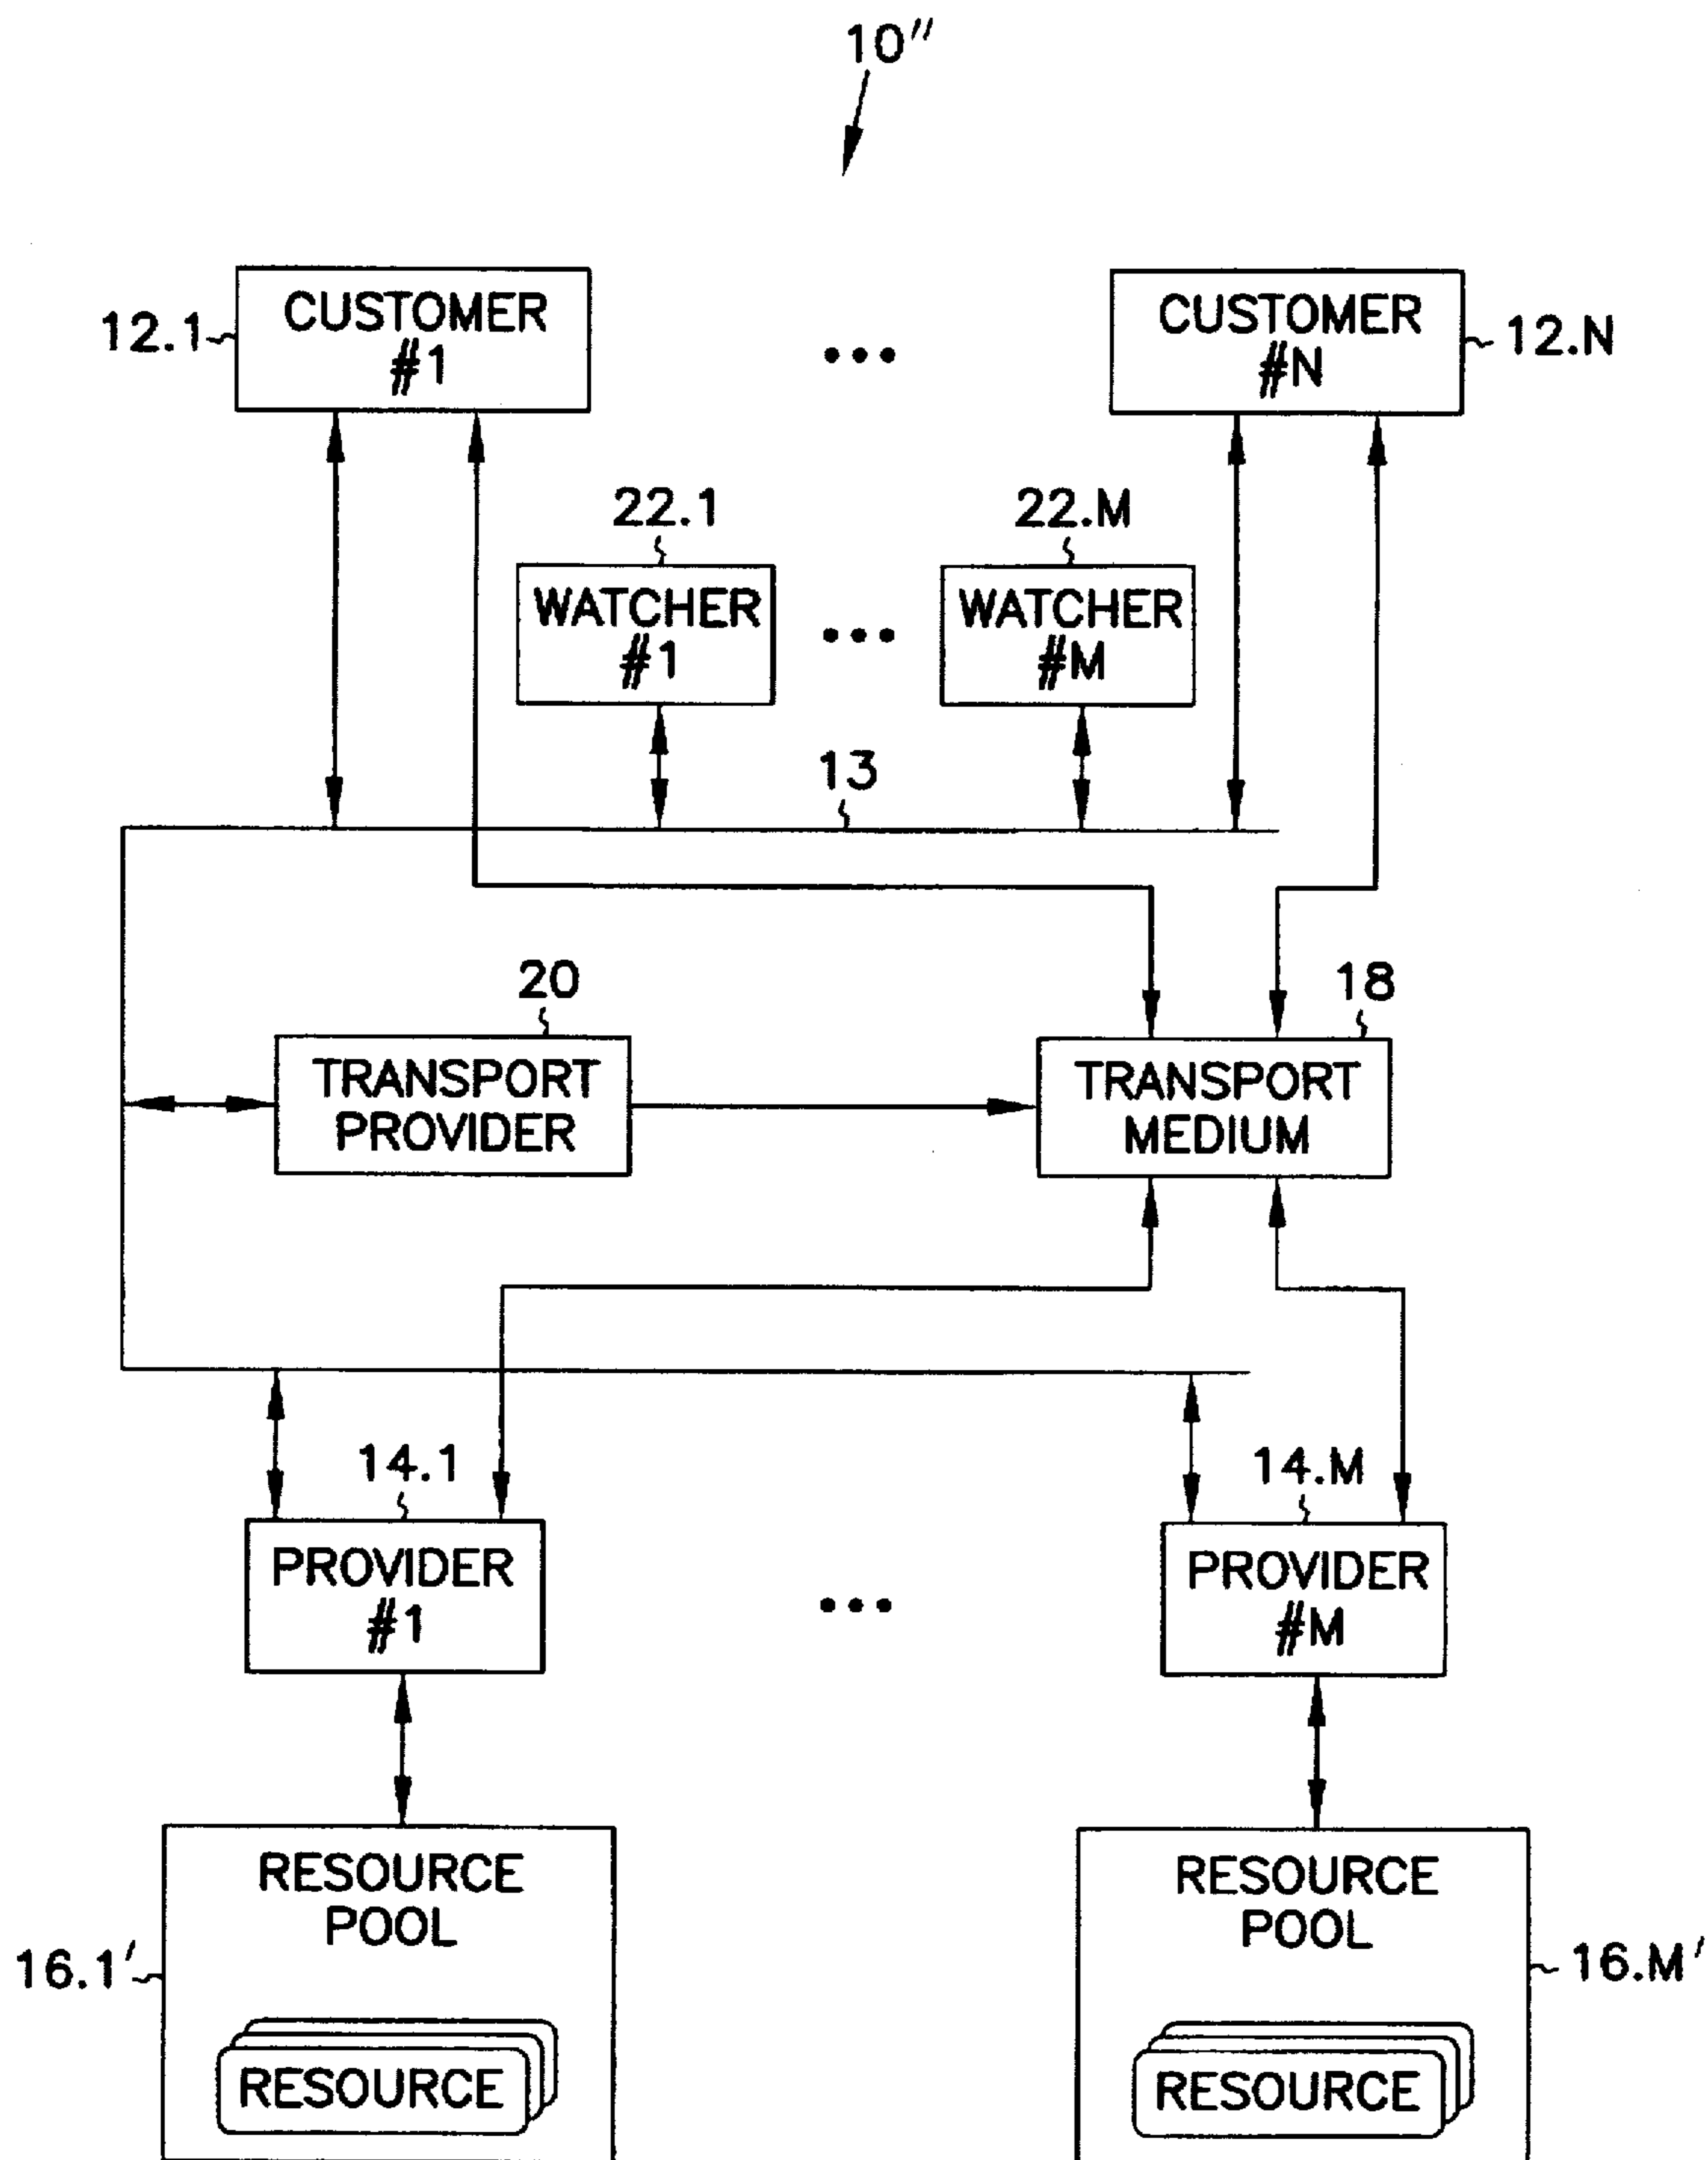 10"
12.1
CUSTOMER
#1
...
CUSTOMER
#N
12.N
22.1
WATCHER
#1
...
22.M
WATCHER
#M
13
20
TRANSPORT
PROVIDER
18
TRANSPORT
MEDIUM
14.1
PROVIDER
#1
...
14.M
PROVIDER
#M
RESOURCE
POOL
16.1'
RESOURCE
RESOURCE
POOL
16.M'
RESOURCE